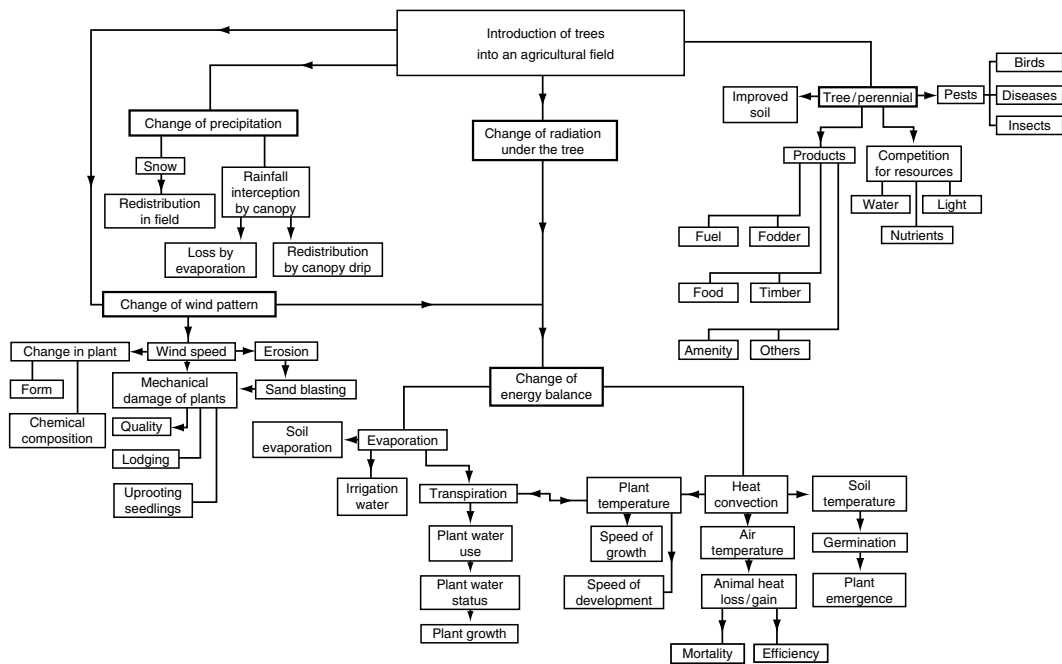 Introduction of trees
into an agricultural field
Birds
Improved
soil
Tree/perennial
Pests
Diseases
Insects
Change of precipitation
Change of radiation
under the tree
Products
Competition
for resources
Snow
Rainfall
interception
by canopy
Redistribution
in field
Water
Light
Nutrients
Fuel
Fodder
Loss by
evaporation
Redistribution
by canopy drip
Food
Timber
Change of wind pattern
Amenity
Others
Change in plant
Wind speed
Erosion
Form
Mechanical
damage of plants
Sand blasting
Change of
energy balance
Chemical
composition
Quality
Lodging
Uprooting
seedlings
Soil
evaporation
Evaporation
Irrigation
water
Transpiration
Plant
temperature
Heat
convection
Soil
temperature
Plant water
use
Speed of
growth
Air
temperature
Germination
Plant water
status
Speed of
development
Animal heat
loss/gain
Plant
emergence
Plant growth
Mortality
Efficiency